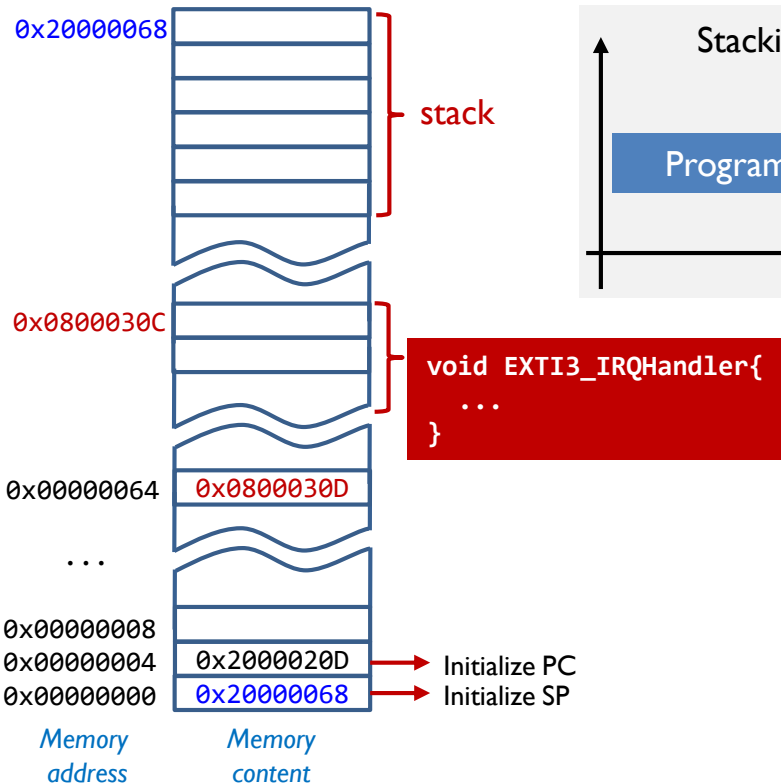 0x20000068
Stacki
stack
Program
0x0800030C
void EXTI3_IRQHandler{
...
}
0x00000064 0x0800030D
...
0x00000008
0x00000004 0x2000020D Initialize PC
0x00000000 0x20000068 Initialize SP
Memory Memory
address content